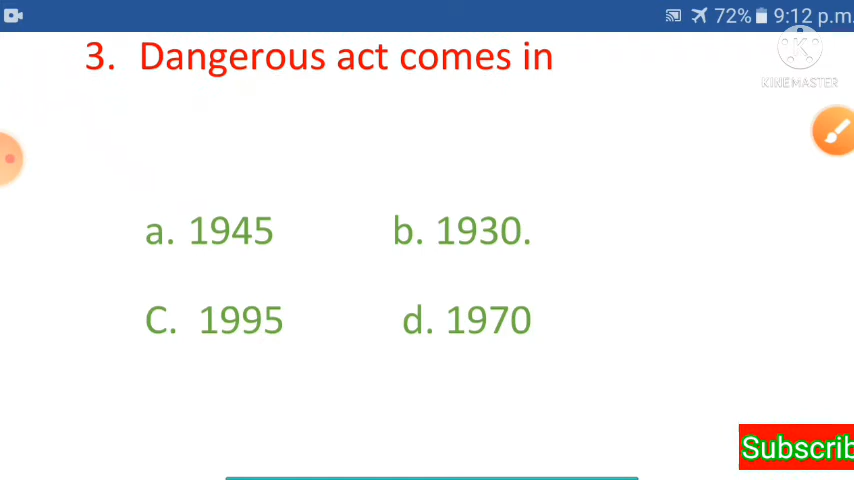 72% 9:12 p.m.
3. Dangerous act comes in
KINEMASTER
a. 1945 b. 1930.
C. 1995 d. 1970
Subscrib